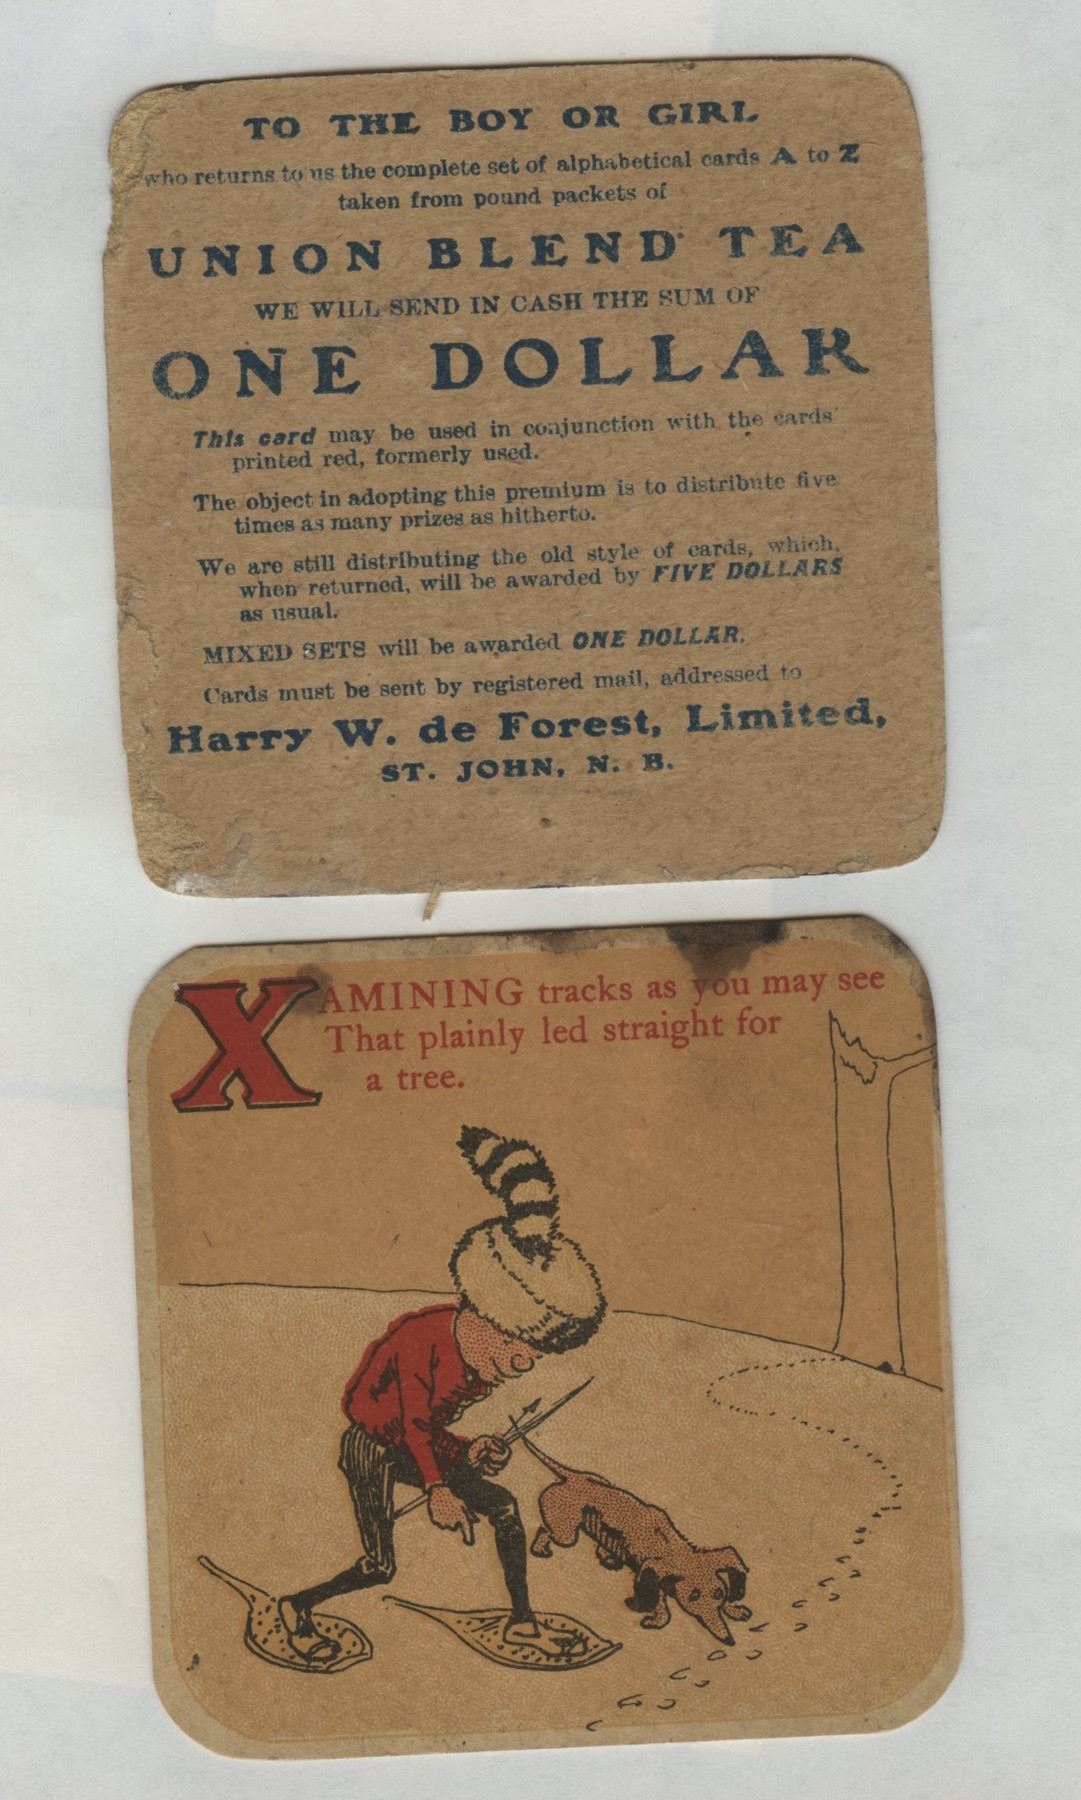 TO THE BOY OR GIRL
who returns to us the complete set of alphabetical cards A to Z
taken from pound packets of
UNION BLEND TEA
WE WILL SEND IN CASH THE SUM OF
ONE DOLLAR
This card may be used in conjunction with the cards
printed red, formerly used.
The object in adopting this premium is to distribute five
times as many prizes as hitherto.
We are still distributing the old style of cards, which,
when returned, will be awarded by FIVE DOLLARS
as usual.
MIXED SETS will be awarded ONE DOLLAR.
Cards must be sent by registered mail, addressed to
Harry W. de Forest, Limited,
ST. JOHN, N. B.
XAMINING tracks as you may see
That plainly led straight for
a tree.